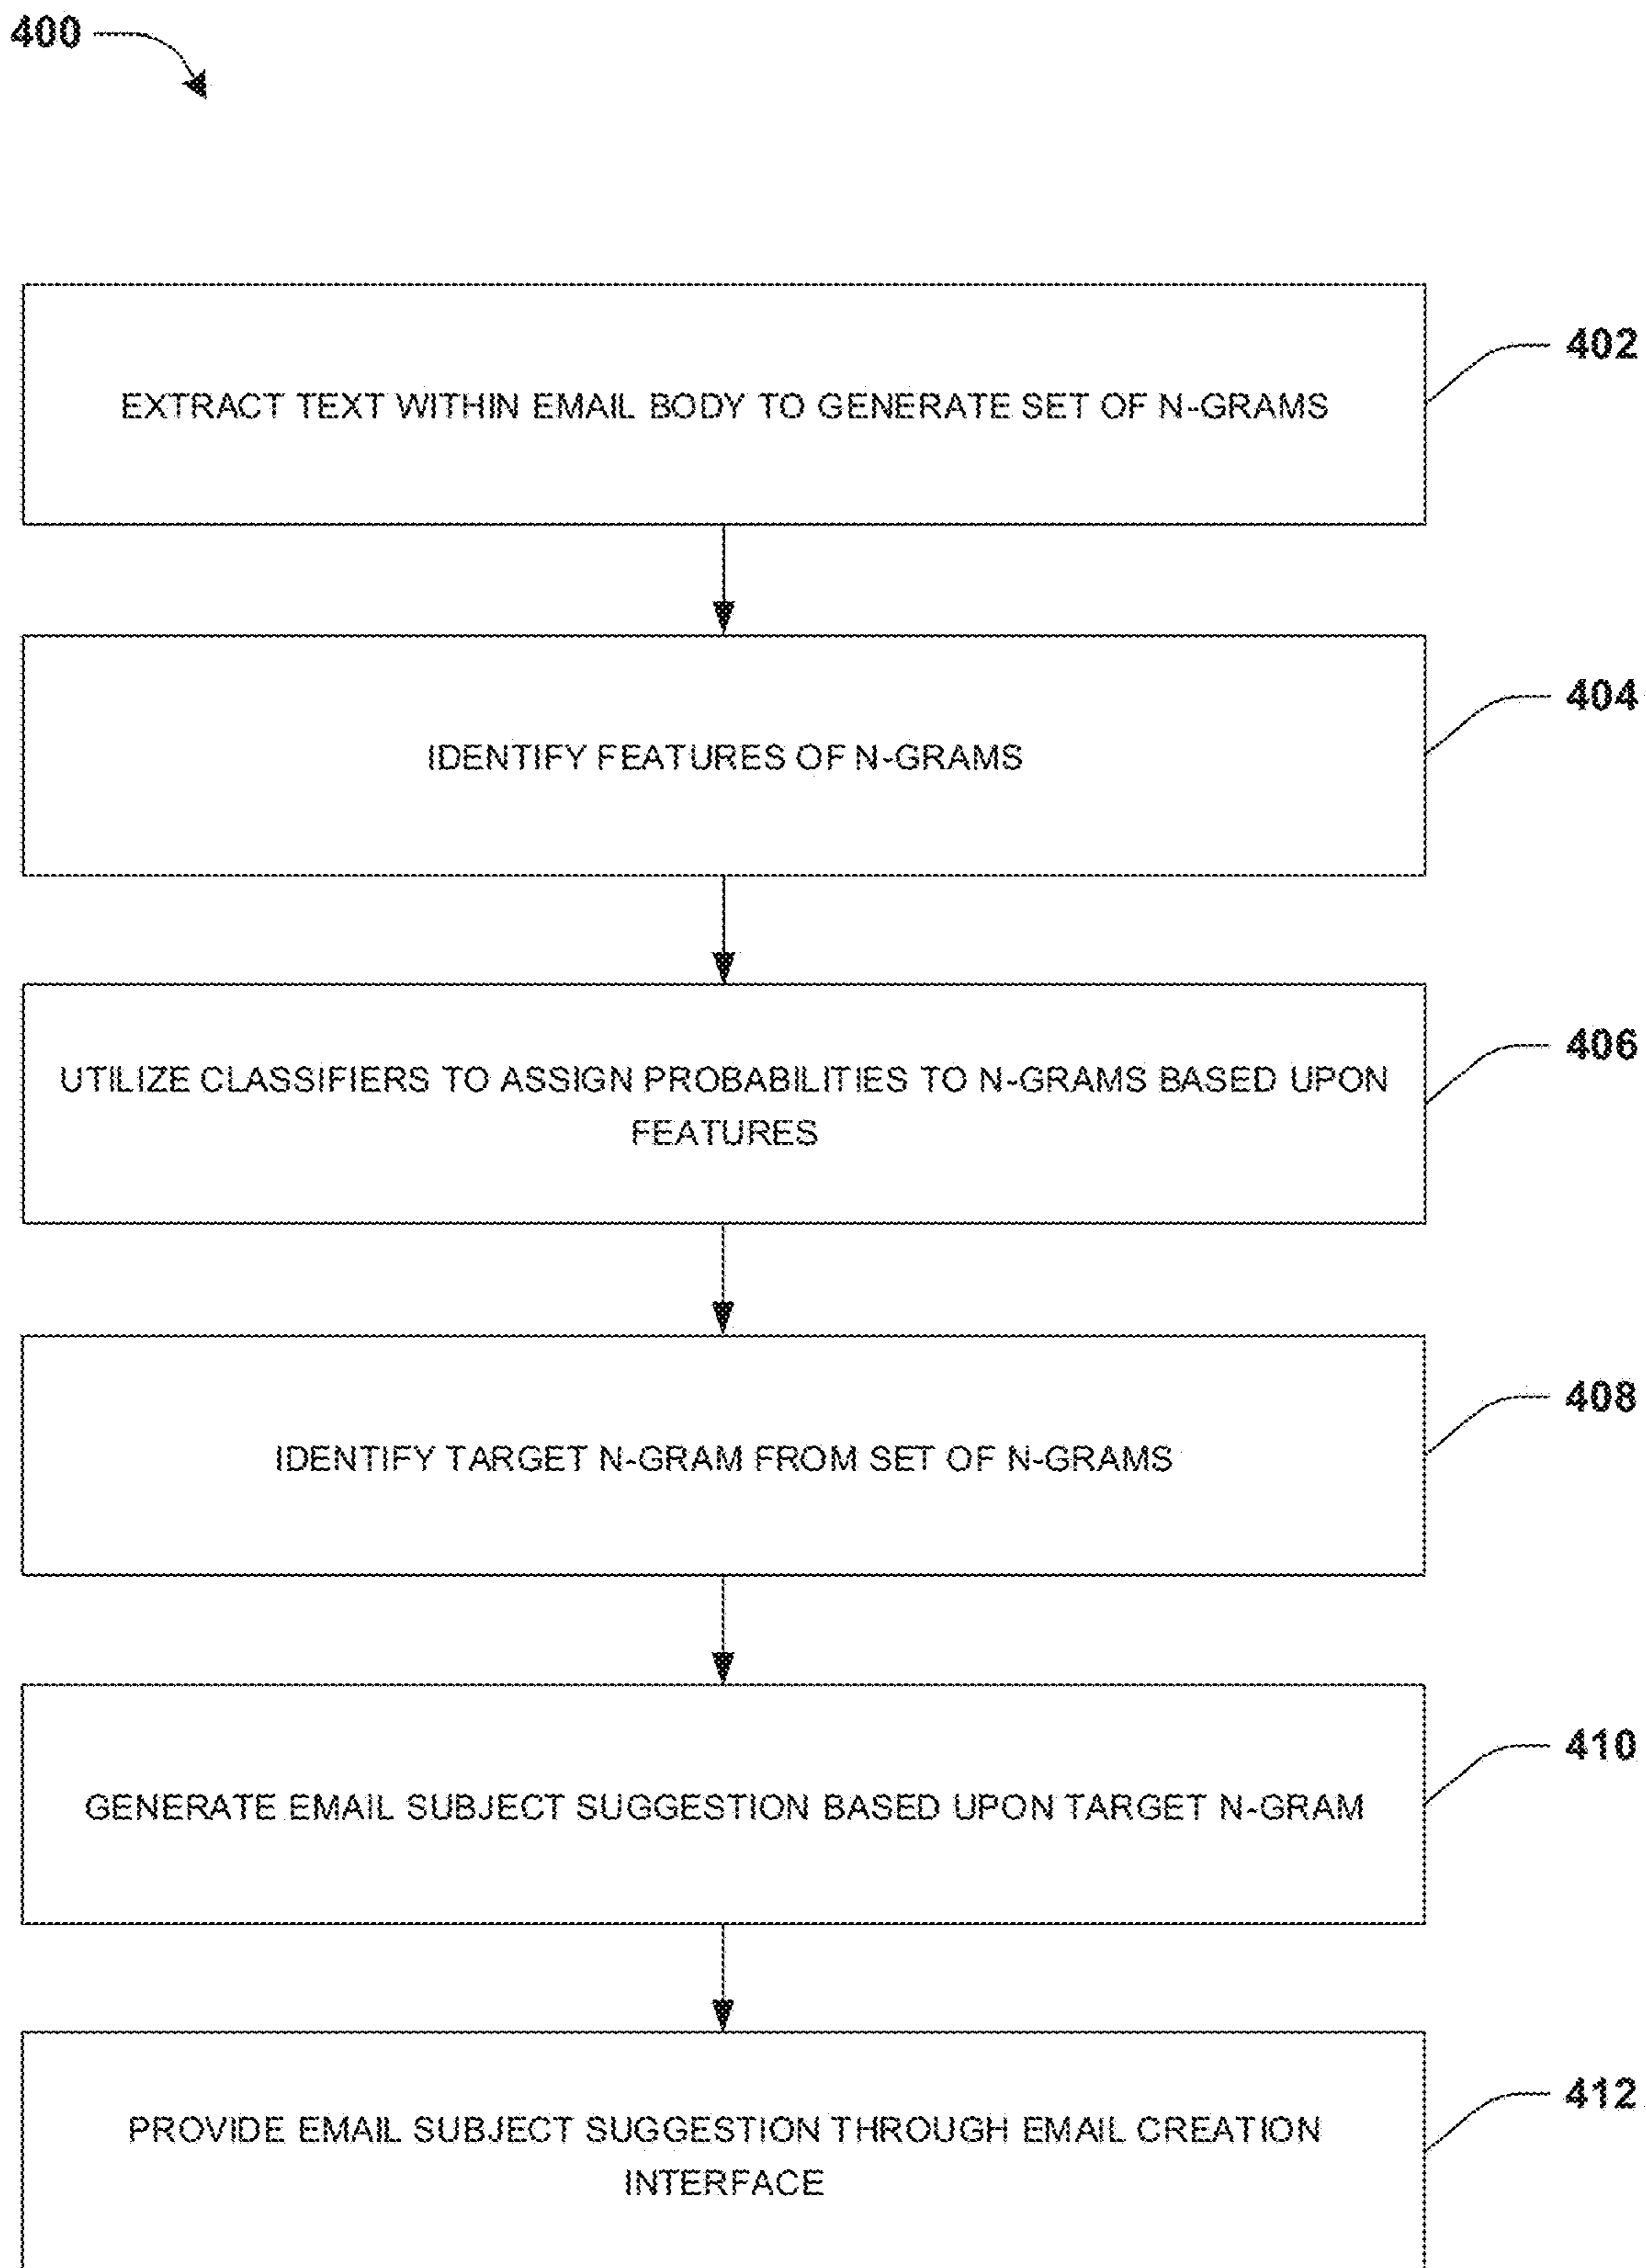 400
402
EXTRACT TEXT WITHIN EMAIL BODY TO GENERATE SET OF N-GRAMS
404
IDENTIFY FEATURES OF N-GRAMS
406
UTILIZE CLASSIFIERS TO ASSIGN PROBABILITIES TO N-GRAMS BASED UPON
FEATURES
408
IDENTIFY TARGET N-GRAM FROM SET OF N-GRAMS
410
GENERATE EMAIL SUBJECT SUGGESTION BASED UPON TARGET N-GRAM
412
PROVIDE EMAIL SUBJECT SUGGESTION THROUGH EMAIL CREATION
INTERFACE